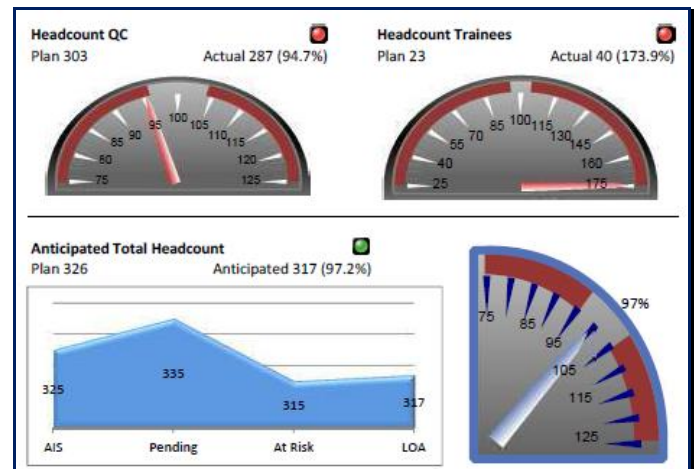 Headcount QC
Plan 303 Actual 287 (94.7%)
75 80 85 90 95 100 105 110 115 120 125
Headcount Trainees
Plan 23 Actual 40 (173.9%)
25 40 55 70 85 100 115 130 145 160 175
Anticipated Total Headcount
Plan 326 Anticipated 317 (97.2%)
325 335 315 317
AIS Pending At Risk LOA
97%
75 85 95 105 115 125